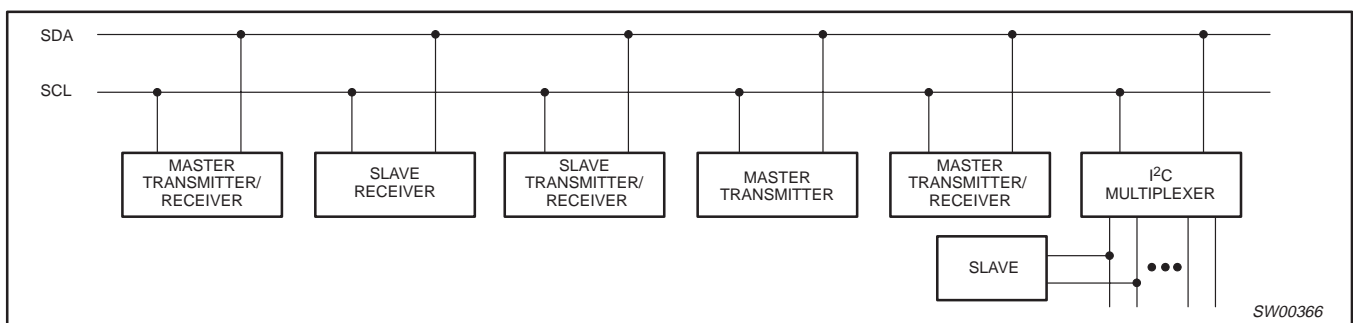 SDA
SCL
MASTER
TRANSMITTER/
RECEIVER
SLAVE
RECEIVER
SLAVE
TRANSMITTER/
RECEIVER
MASTER
TRANSMITTER
MASTER
TRANSMITTER/
RECEIVER
I²C
MULTIPLEXER
SLAVE
SW00366